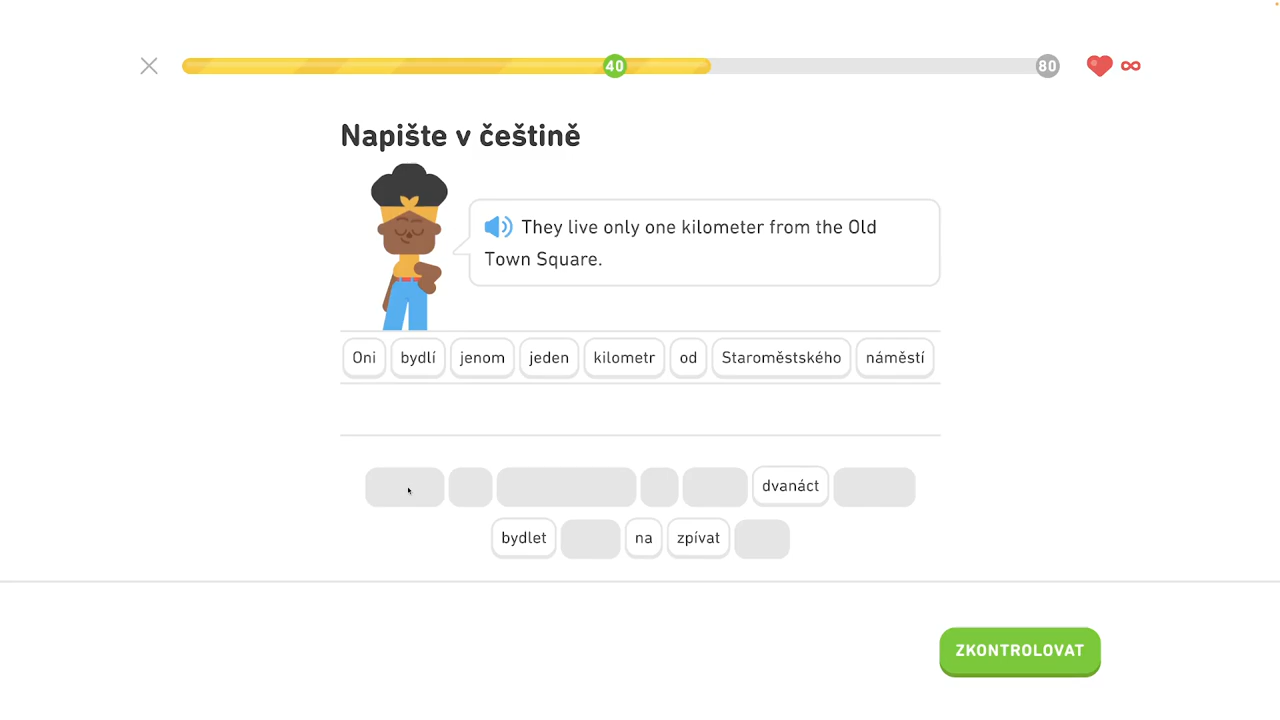 40
80
∞
Napište v češtině
They live only one kilometer from the Old
Town Square.
Oni bydlí jenom jeden kilometr od Staroměstského náměstí
dvanáct
bydlet na zpívat
ZKONTROLOVAT